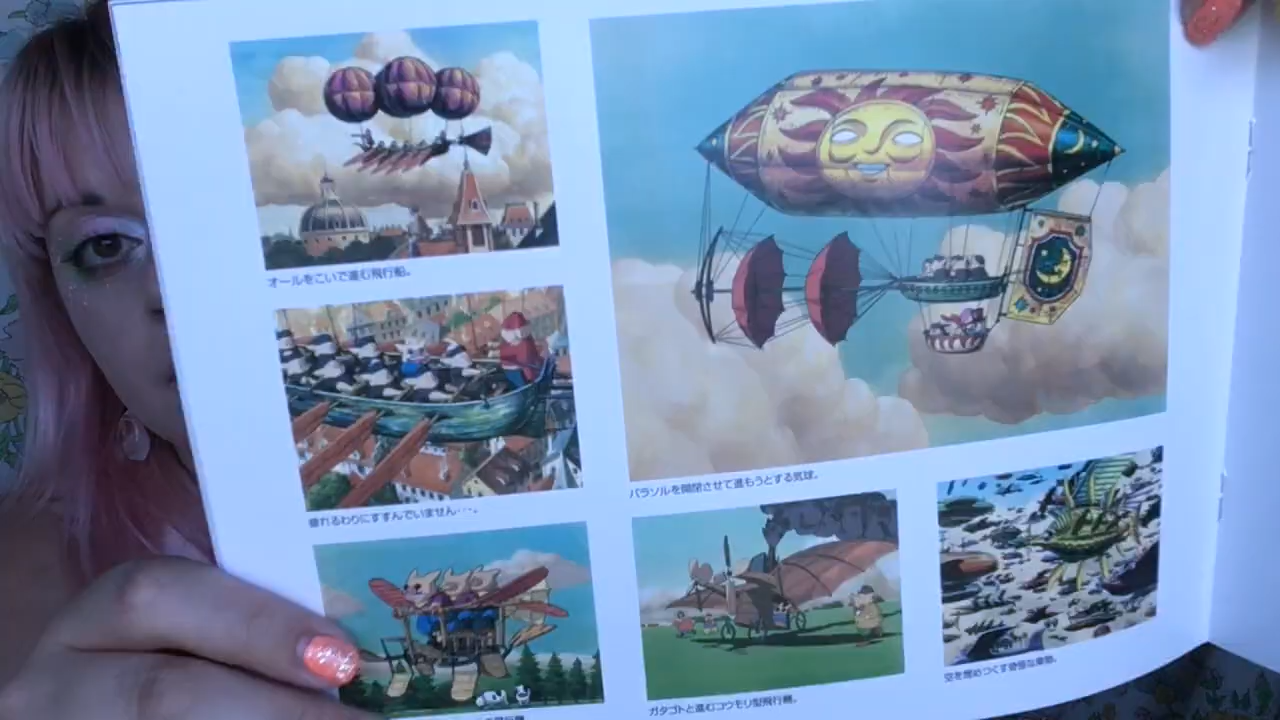 オールをこいで進む飛行船。
疲れるわりにすすんでいません…。
パラソルを開閉させて進もうとする気球。
ガタゴトと進むコウモリ型飛行機。
空を埋めつくす奇怪な乗物。